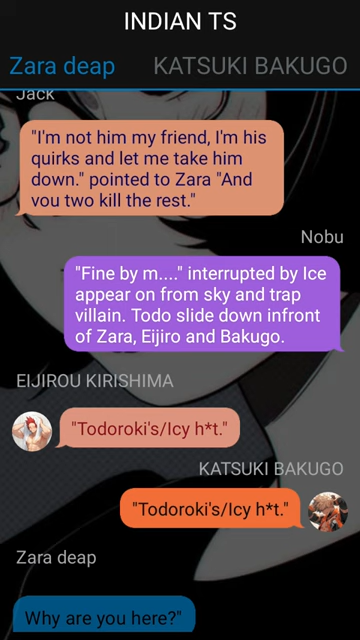 INDIAN TS
Zara deap
KATSUKI BAKUGO
Jack
"I'm not him my friend, I'm his
quirks and let me take him
down." pointed to Zara "And
you two kill the rest."
Nobu
"Fine by m...." interrupted by Ice
appear on from sky and trap
villain. Todo slide down infront
of Zara, Eijiro and Bakugo.
EIJIROU KIRISHIMA
"Todoroki's/Icy h*t."
KATSUKI BAKUGO
"Todoroki's/Icy h*t."
Zara deap
Why are you here?"